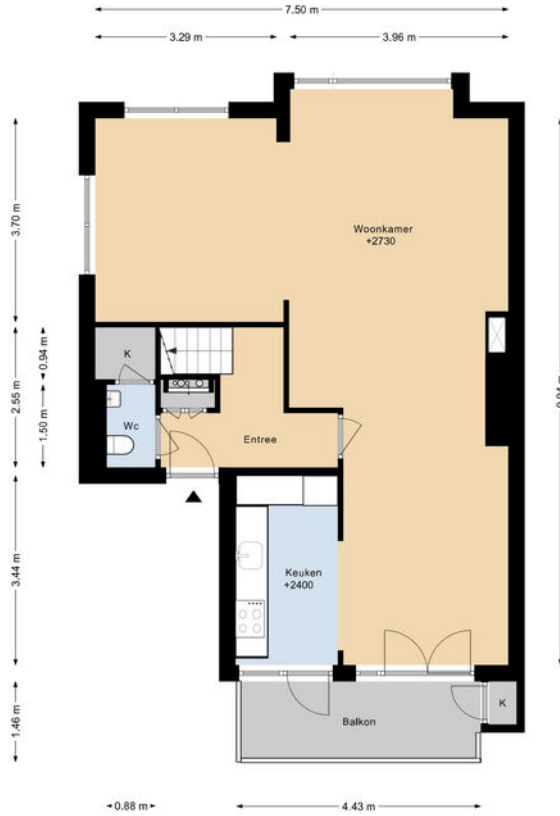 7.50 m
3.29 m
3.96 m
3.70 m
Woonkamer
+2730
0.94 m
2.55 m
K
1.50 m
Wc
Entree
3.44 m
Keuken
+2400
1.46 m
Balkon
K
0.88 m
4.43 m